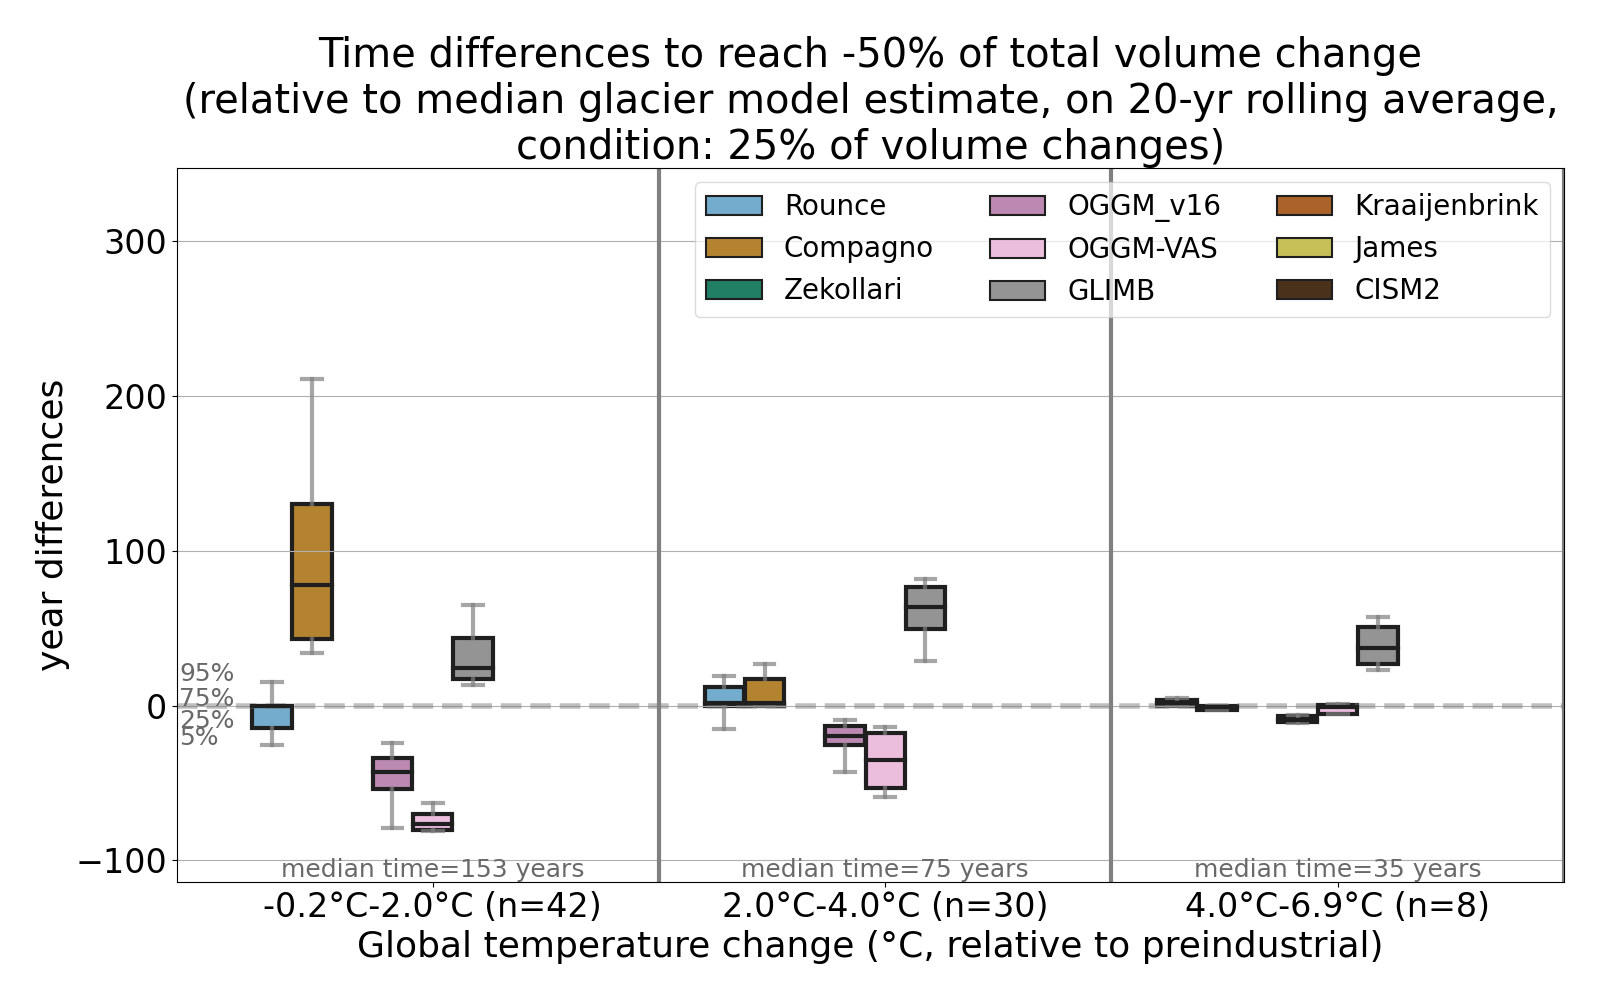 Time differences to reach -50% of total volume change
(relative to median glacier model estimate, on 20-yr rolling average,
condition: 25% of volume changes)
Rounce
Compagno
Zekollari
OGGM_v16
OGGM-VAS
GLIMB
Kraaijenbrink
James
CISM2
year differences
300
200
100
0
−100
95%
75%
25%
5%
median time=153 years
median time=75 years
median time=35 years
-0.2°C-2.0°C (n=42)
2.0°C-4.0°C (n=30)
4.0°C-6.9°C (n=8)
Global temperature change (°C, relative to preindustrial)